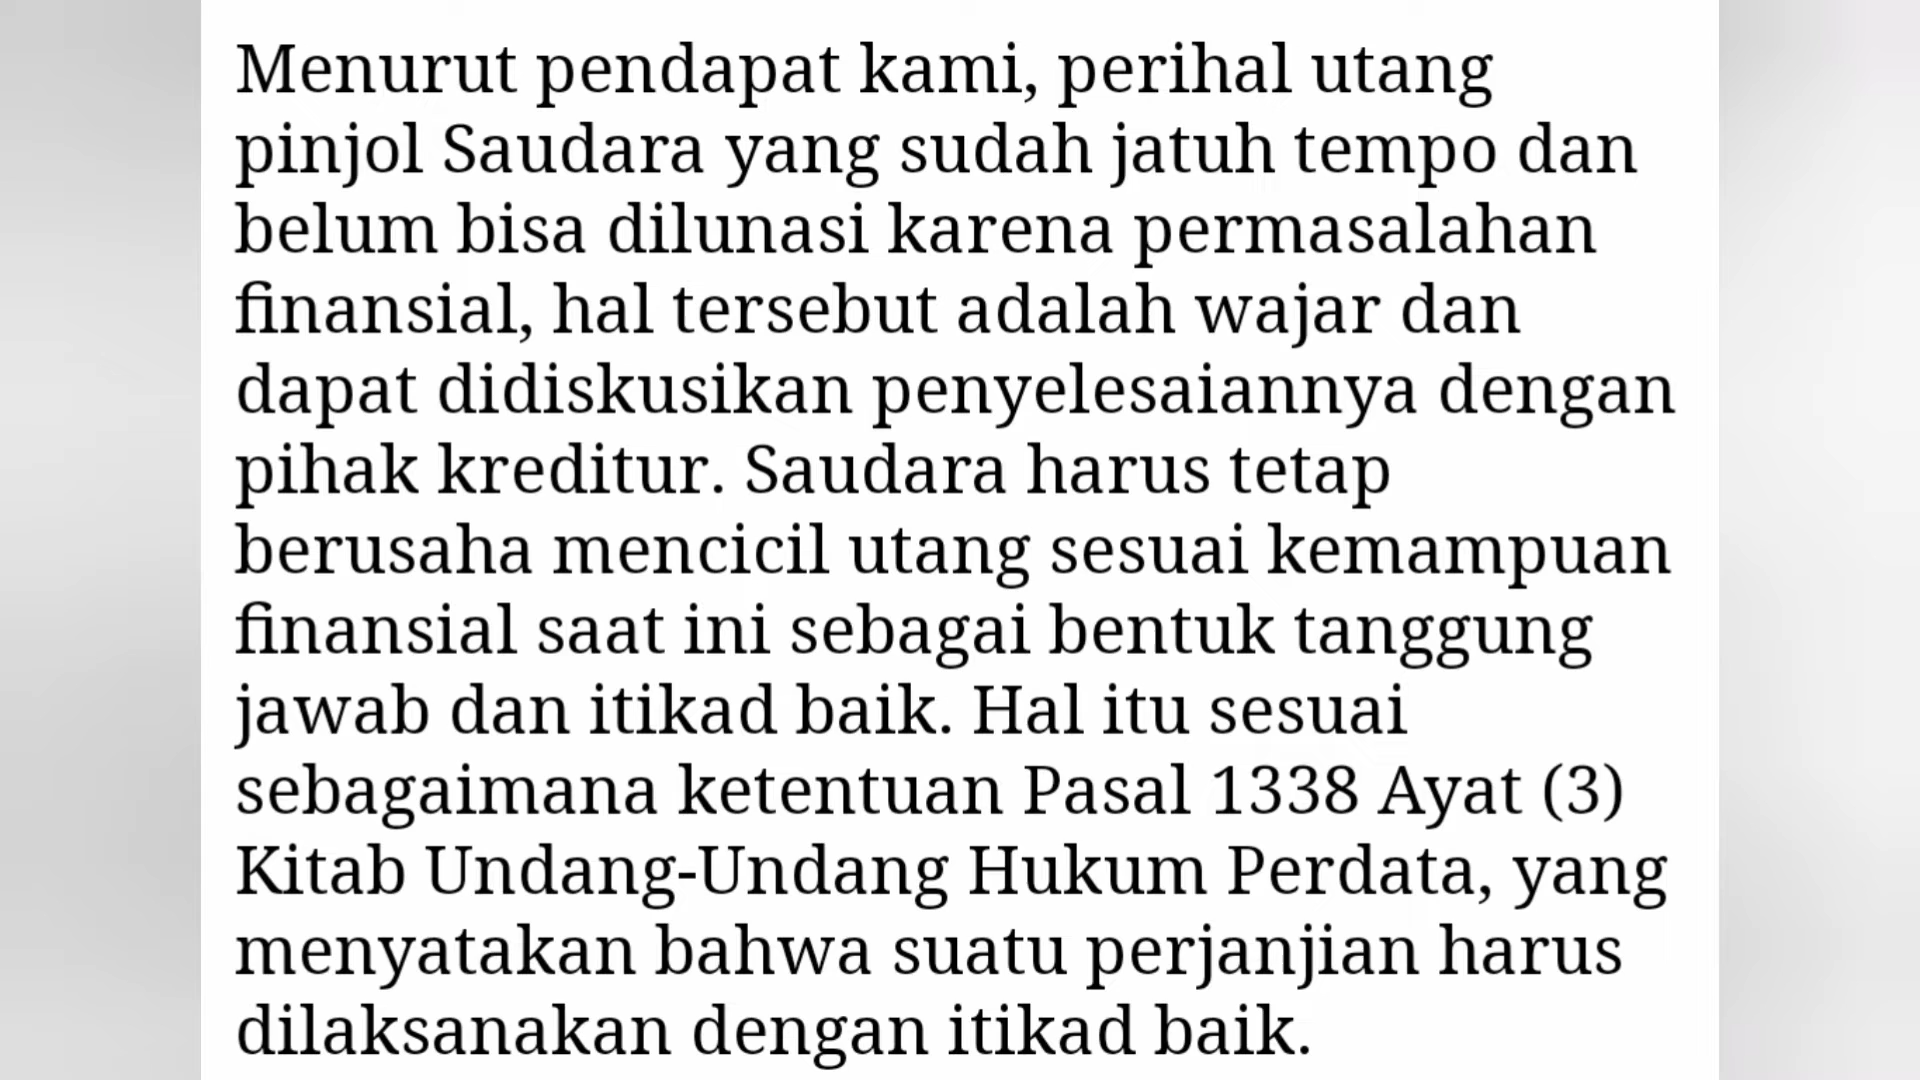 Menurut pendapat kami, perihal utang
pinjol Saudara yang sudah jatuh tempo dan
belum bisa dilunasi karena permasalahan
finansial, hal tersebut adalah wajar dan
dapat didiskusikan penyelesaiannya dengan
pihak kreditur. Saudara harus tetap
berusaha mencicil utang sesuai kemampuan
finansial saat ini sebagai bentuk tanggung
jawab dan itikad baik. Hal itu sesuai
sebagaimana ketentuan Pasal 1338 Ayat (3)
Kitab Undang-Undang Hukum Perdata, yang
menyatakan bahwa suatu perjanjian harus
dilaksanakan dengan itikad baik.